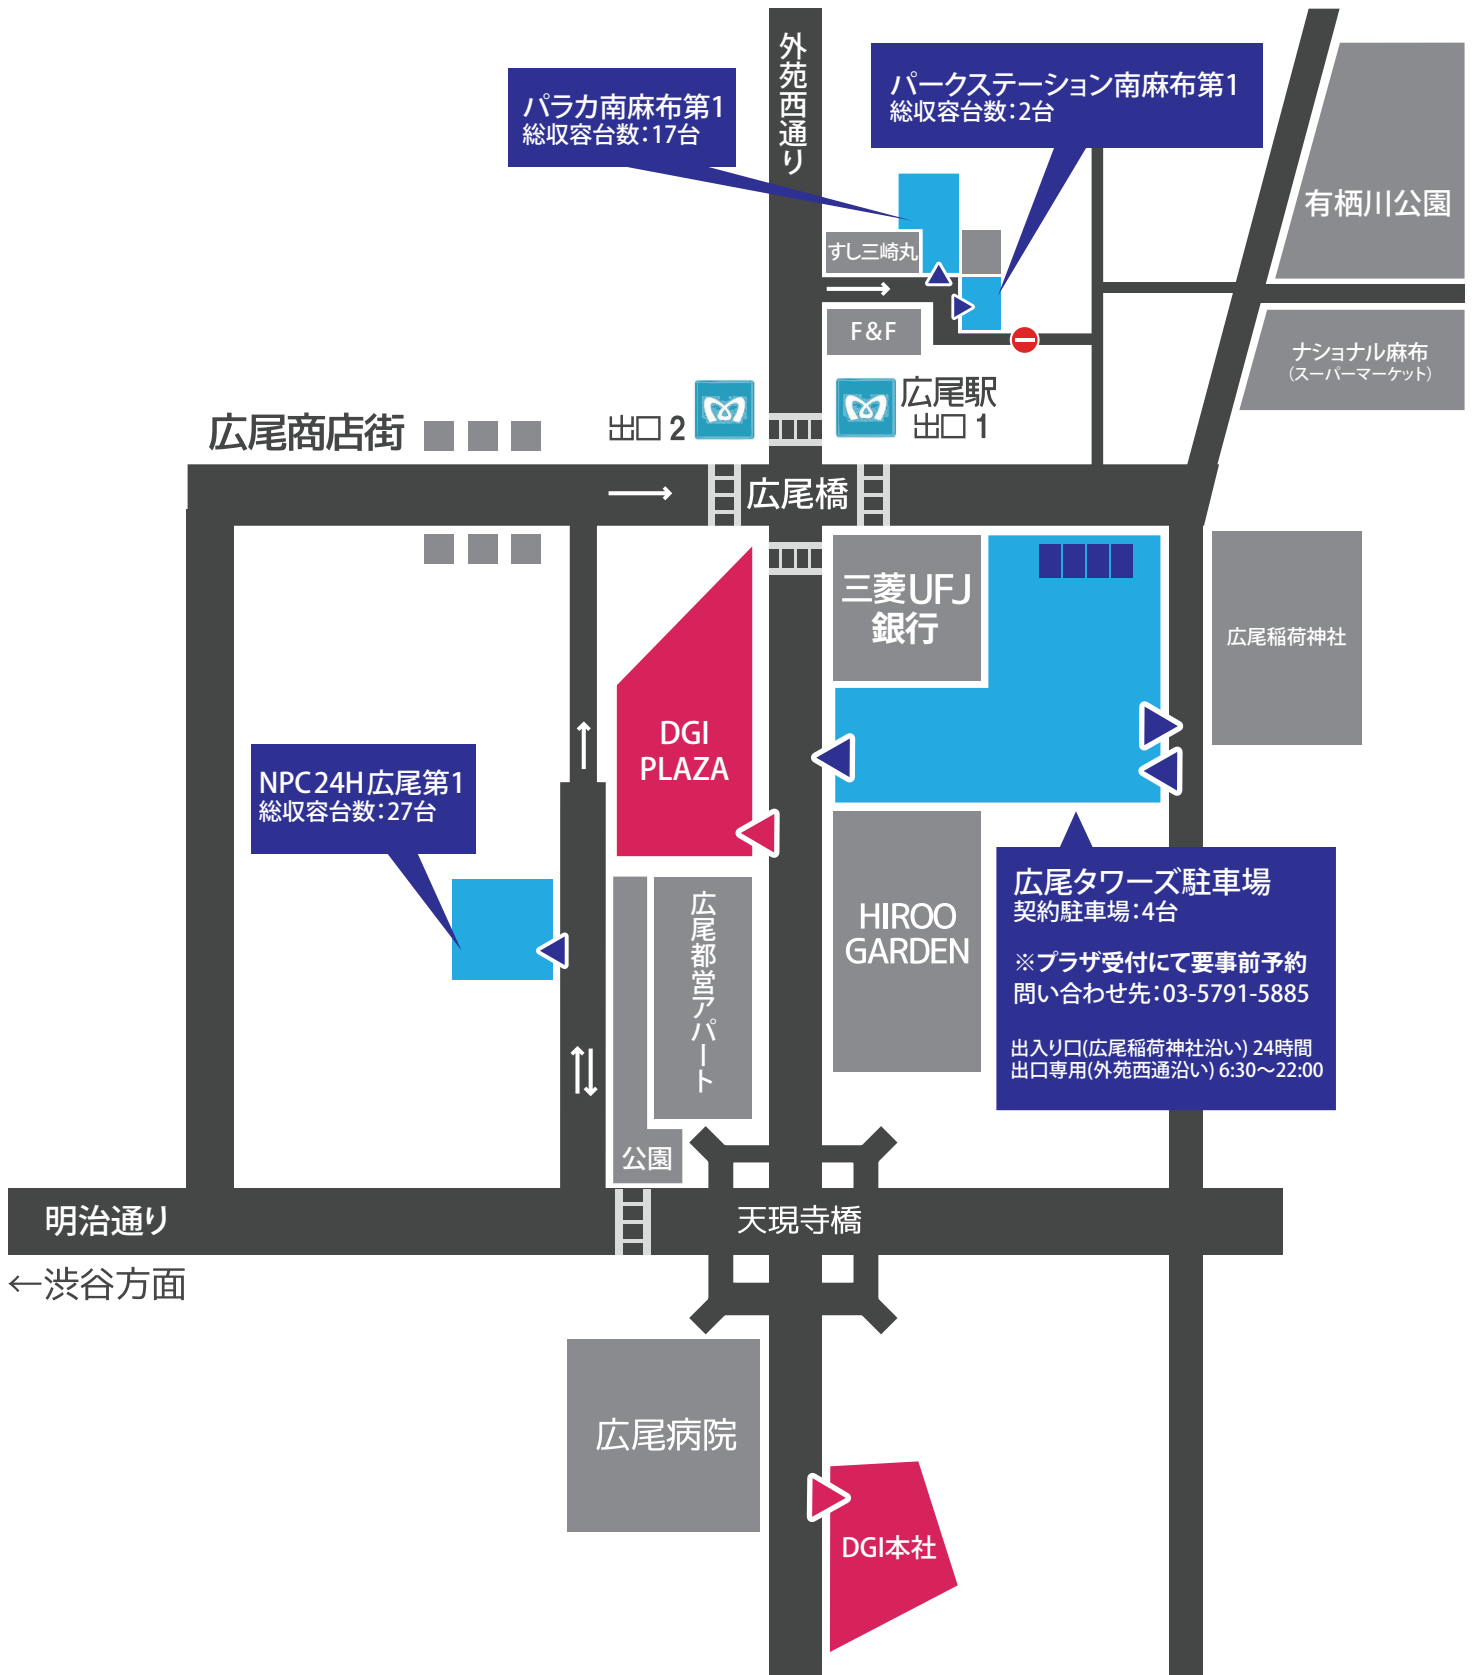 外苑西通り
パラカ南麻布第1
総収容台数：17台
パークステーション南麻布第1
総収容台数：2台
有栖川公園
すし三崎丸
F&F
ナショナル麻布
（スーパーマーケット）
広尾駅
出口 1
出口 2
広尾商店街
広尾橋
三菱UFJ
銀行
広尾稲荷神社
DGI
PLAZA
NPC24H広尾第1
総収容台数：27台
広尾都営アパート
HIROO
GARDEN
広尾タワーズ駐車場
契約駐車場：4台
※プラザ受付にて要事前予約
問い合わせ先：03-5791-5885
出入り口(広尾稲荷神社沿い) 24時間
出口専用(外苑西通沿い) 6:30～22:00
公園
明治通り
天現寺橋
←渋谷方面
広尾病院
DGI本社